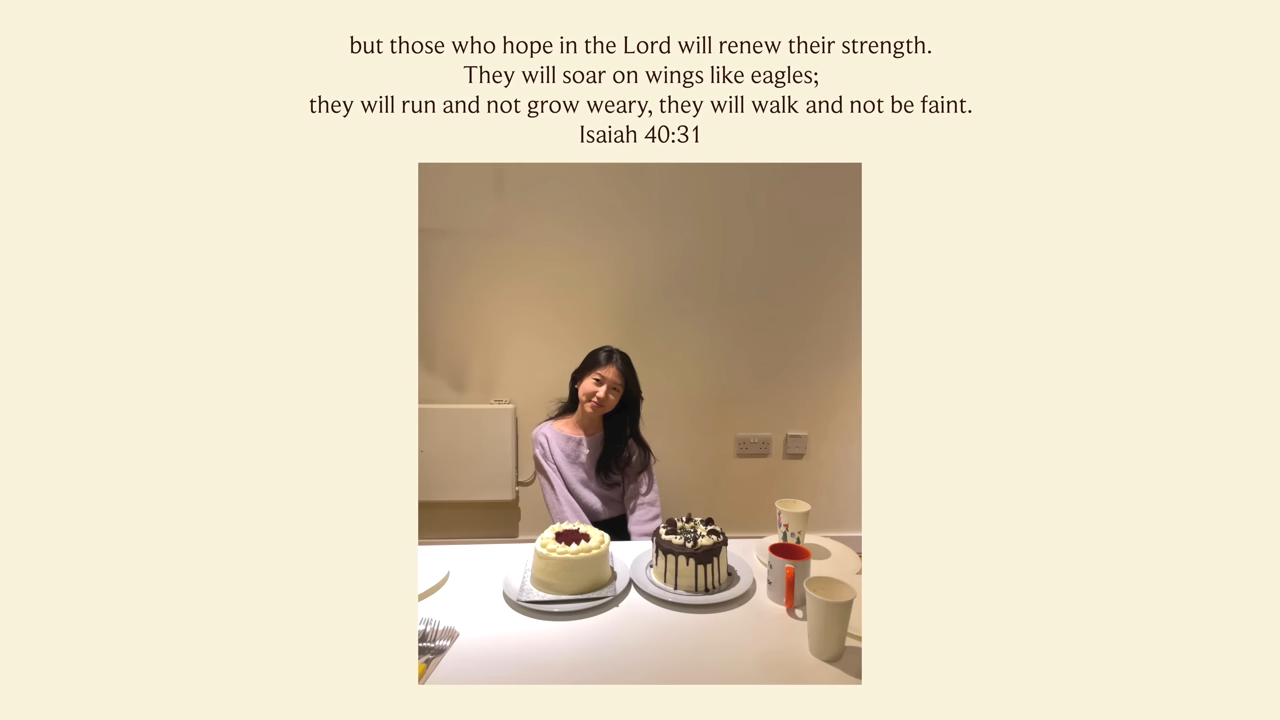 but those who hope in the Lord will renew their strength.
They will soar on wings like eagles;
they will run and not grow weary, they will walk and not be faint.
Isaiah 40:31